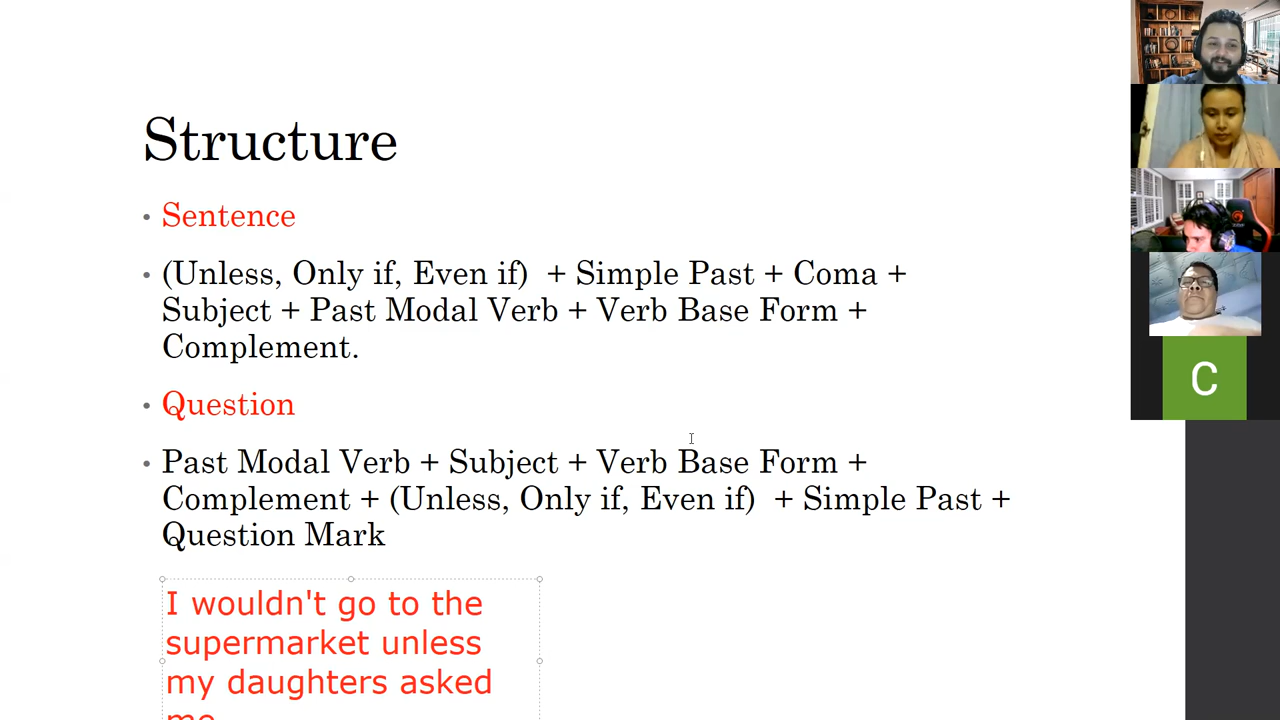 Structure
Sentence
(Unless, Only if, Even if) + Simple Past + Coma +
Subject + Past Modal Verb + Verb Base Form +
Complement.
Question
Past Modal Verb + Subject + Verb Base Form +
Complement + (Unless, Only if, Even if) + Simple Past +
Question Mark
I wouldn't go to the
supermarket unless
my daughters asked
me
C